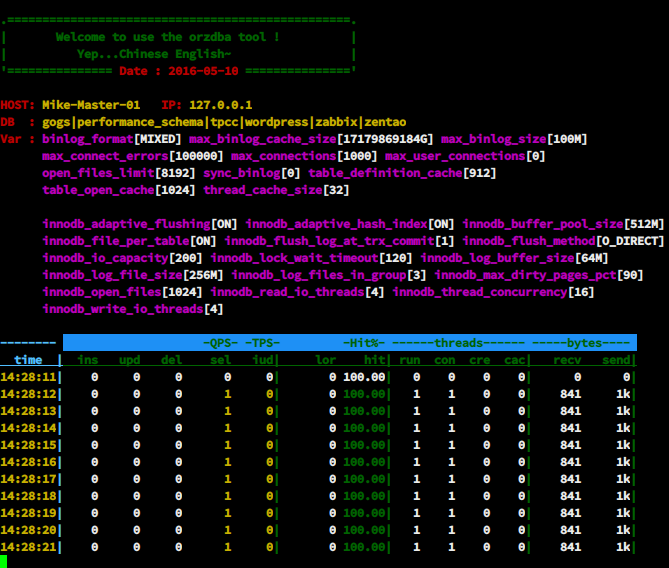 .=================================================.
|       Welcome to use the orzdba tool !          |
|          Yep...Chinese English~                 |
'=============== Date : 2016-05-10 ==============='
HOST: Mike-Master-01   IP: 127.0.0.1
DB  : gogs|performance_schema|tpcc|wordpress|zabbix|zentao
Var : binlog_format[MIXED] max_binlog_cache_size[17179869184G] max_binlog_size[100M]
      max_connect_errors[100000] max_connections[1000] max_user_connections[0]
      open_files_limit[8192] sync_binlog[0] table_definition_cache[912]
      table_open_cache[1024] thread_cache_size[32]
      innodb_adaptive_flushing[ON] innodb_adaptive_hash_index[ON] innodb_buffer_pool_size[512M]
      innodb_file_per_table[ON] innodb_flush_log_at_trx_commit[1] innodb_flush_method[O_DIRECT]
      innodb_io_capacity[200] innodb_lock_wait_timeout[120] innodb_log_buffer_size[64M]
      innodb_log_file_size[256M] innodb_log_files_in_group[3] innodb_max_dirty_pages_pct[90]
      innodb_open_files[1024] innodb_read_io_threads[4] innodb_thread_concurrency[16]
      innodb_write_io_threads[4]
--------                     -QPS- -TPS-         -Hit%- ------threads------ -----bytes----
  time  |  ins   upd   del    sel   iud|     lor    hit| run  con  cre  cac|   recv   send|
14:28:11|    0     0     0      0     0|       0 100.00|   0    0    0    0|      0      0|
14:28:12|    0     0     0      1     0|       0 100.00|   1    1    0    0|    841     1k|
14:28:13|    0     0     0      1     0|       0 100.00|   1    1    0    0|    841     1k|
14:28:14|    0     0     0      1     0|       0 100.00|   1    1    0    0|    841     1k|
14:28:15|    0     0     0      1     0|       0 100.00|   1    1    0    0|    841     1k|
14:28:16|    0     0     0      1     0|       0 100.00|   1    1    0    0|    841     1k|
14:28:17|    0     0     0      1     0|       0 100.00|   1    1    0    0|    841     1k|
14:28:18|    0     0     0      1     0|       0 100.00|   1    1    0    0|    841     1k|
14:28:19|    0     0     0      1     0|       0 100.00|   1    1    0    0|    841     1k|
14:28:20|    0     0     0      1     0|       0 100.00|   1    1    0    0|    841     1k|
14:28:21|    0     0     0      1     0|       0 100.00|   1    1    0    0|    841     1k|